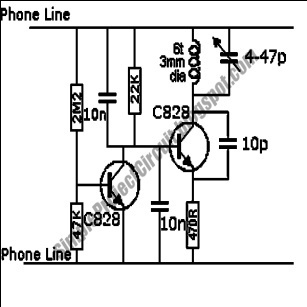 Phone Line
6t
3mm
dia
4-47p
2M2
10n
22K
C828
10p
C828
47K
10n
470R
Phone Line